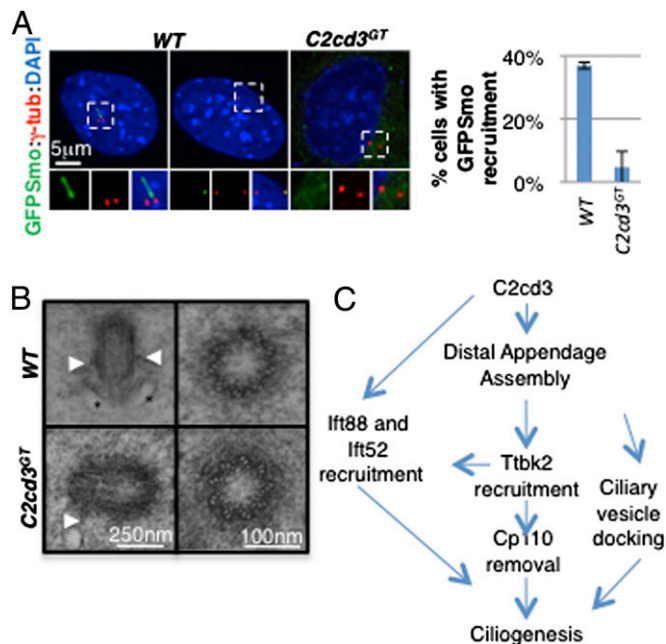 A
WT
C2cd3GT
GFPSmo:γ-tub:DAPI
5µm
% cells with
GFPSmo
recruitment
40%
20%
0%
WT
C2cd3GT
B
WT
C2cd3GT
*
*
250nm
100nm
C
C2cd3
Distal Appendage
Assembly
Ift88 and
Ift52
recruitment
Ttbk2
recruitment
Ciliary
vesicle
docking
Cp110
removal
Ciliogenesis